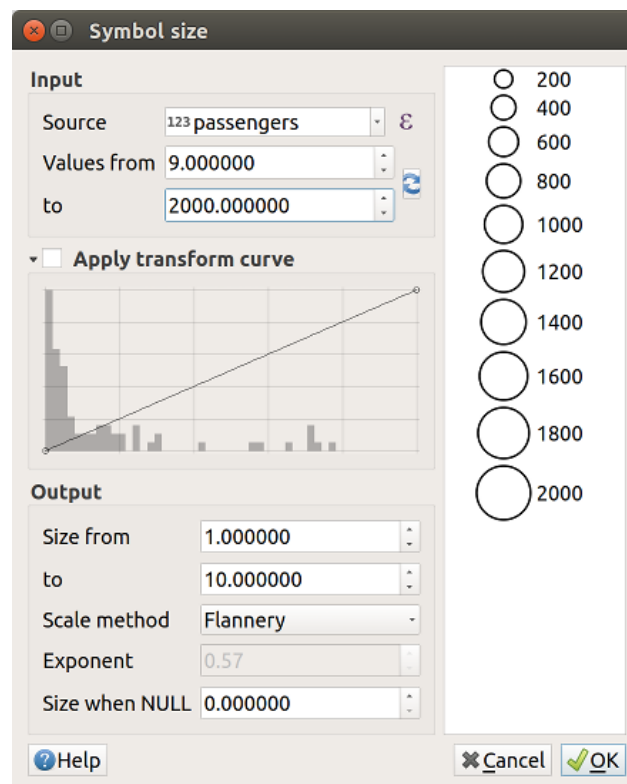 Symbol size
Input
Source 123 passengers ε
Values from 9.000000
to 2000.000000
Apply transform curve
Output
Size from 1.000000
to 10.000000
Scale method Flannery
Exponent 0.57
Size when NULL 0.000000
200
400
600
800
1000
1200
1400
1600
1800
2000
?Help
Cancel
OK